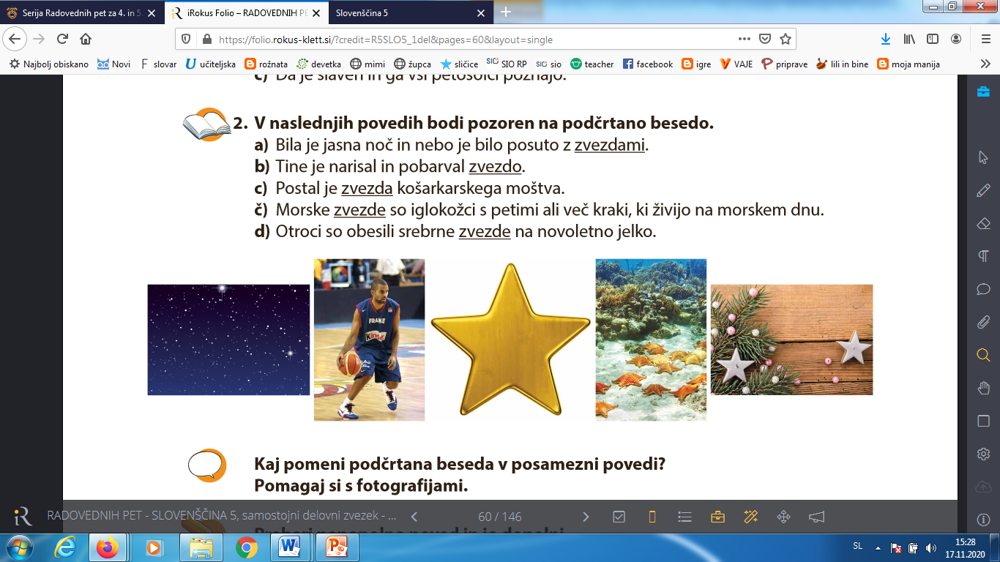 Serija Radovednih pet za 4. in 5
iRokus Folio – RADOVEDNIH PE
Slovenščina 5
https://folio.rokus-klett.si/?credit=R5SLO5_1del&pages=60&layout=single
Najbolj obiskano
Novi
slovar
učiteljska
rožnata
devetka
mimi
župca
sličice
SIO RP
sio
teacher
facebook
igre
VAJE
priprave
lili in bine
moja manija
c) Da je slaven in ga vsi petošolci poznajo.
2. V naslednjih povedih bodi pozoren na podčrtano besedo.
a) Bila je jasna noč in nebo je bilo posuto z zvezdami.
b) Tine je narisal in pobarval zvezdo.
c) Postal je zvezda košarkarskega moštva.
č) Morske zvezde so iglokožci s petimi ali več kraki, ki živijo na morskem dnu.
d) Otroci so obesili srebrne zvezde na novoletno jelko.
FRANKE
Kinder
Kaj pomeni podčrtana beseda v posamezni povedi?
Pomagaj si s fotografijami.
RADOVEDNIH PET - SLOVENŠČINA 5, samostojni delovni zvezek - ...
60 / 146
SL
15:28
17.11.2020